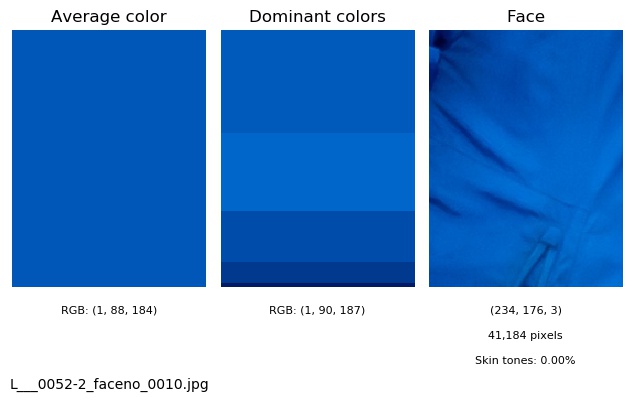 Average color
Dominant colors
Face
RGB: (1, 88, 184)
RGB: (1, 90, 187)
(234, 176, 3)
41,184 pixels
Skin tones: 0.00%
L___0052-2_faceno_0010.jpg